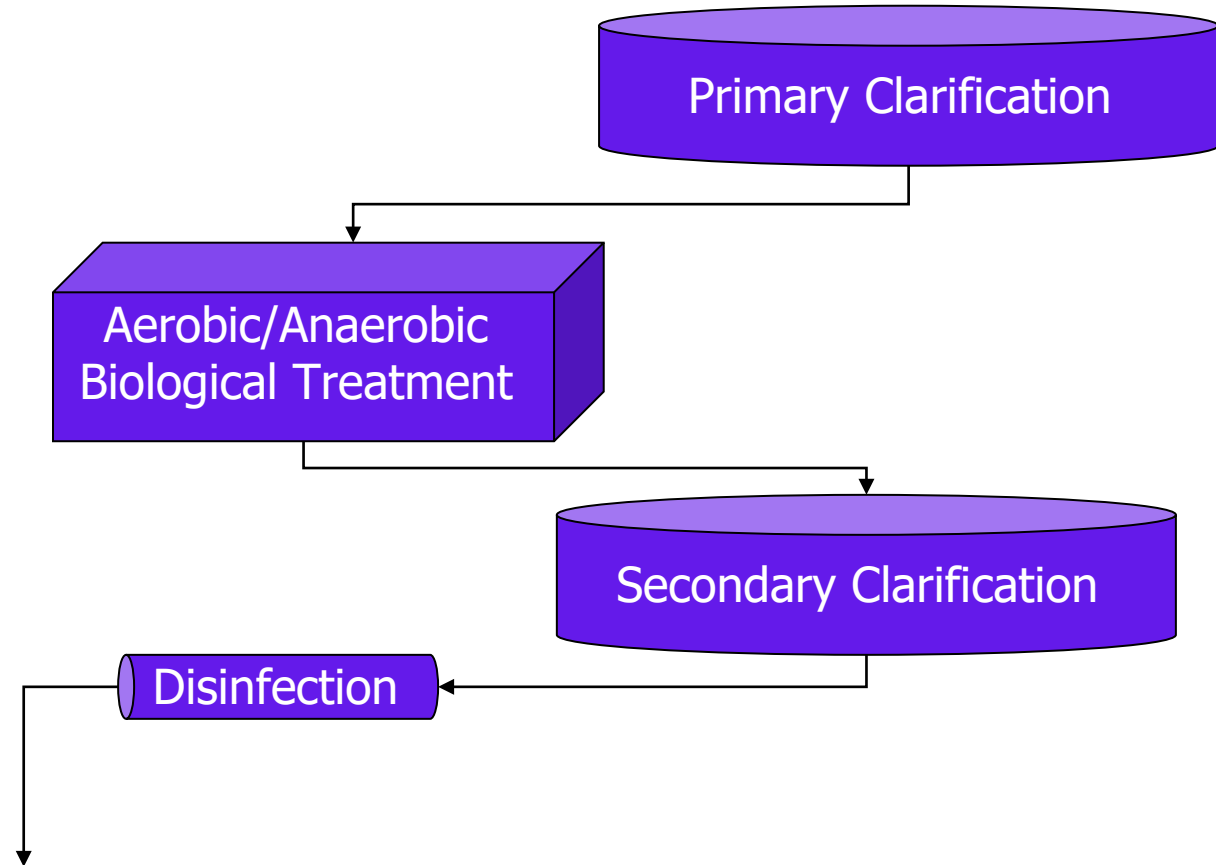 Primary Clarification
Aerobic/Anaerobic
Biological Treatment
Secondary Clarification
Disinfection